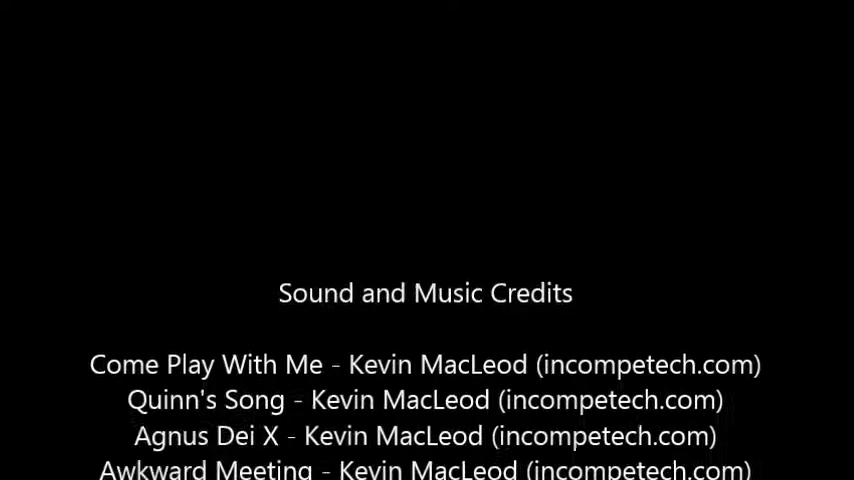 Sound and Music Credits
Come Play With Me - Kevin MacLeod (incompetech.com)
Quinn's Song - Kevin MacLeod (incompetech.com)
Agnus Dei X - Kevin MacLeod (incompetech.com)
Awkward Meeting - Kevin MacLeod (incompetech.com)